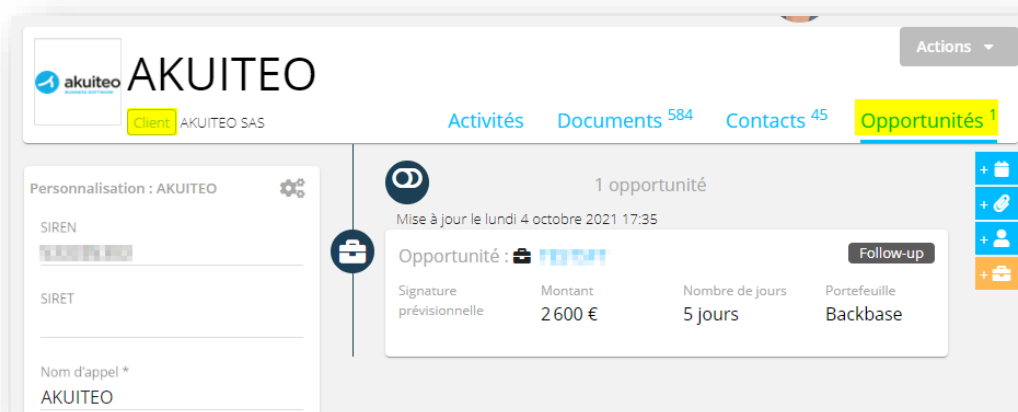 akuiteo
AKUITEO
Actions
Client AKUITEO SAS
Activités Documents 584 Contacts 45 Opportunités 1
Personnalisation : AKUITEO
1 opportunité
SIREN
Mise à jour le lundi 4 octobre 2021 17:35
Opportunité :
Follow-up
SIRET
Signature prévisionnelle
Montant
2 600 €
Nombre de jours
5 jours
Portefeuille
Backbase
Nom d'appel *
AKUITEO
+
+
+
+